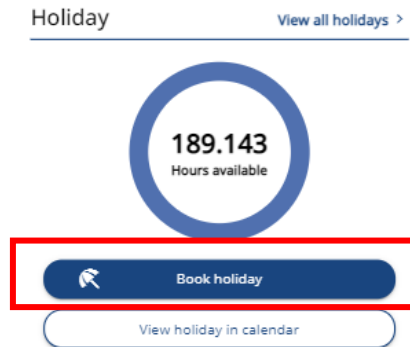 Holiday
View all holidays >
189.143
Hours available
Book holiday
View holiday in calendar